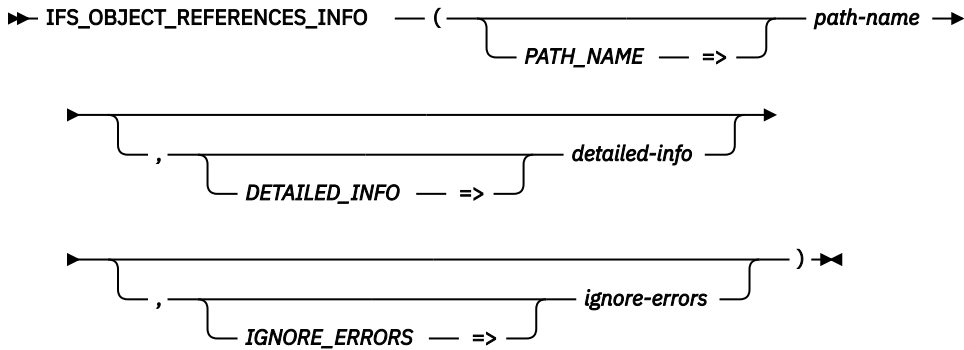 IFS_OBJECT_REFERENCES_INFO ( path-name
PATH_NAME =>
, detailed-info
DETAILED_INFO =>
)
, ignore-errors
IGNORE_ERRORS =>